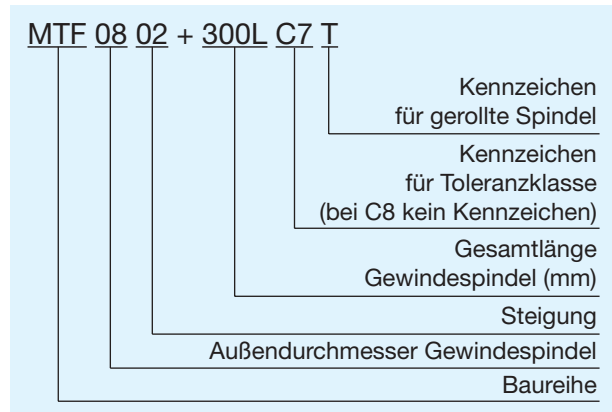 MTF 08 02 + 300L C7 T
Kennzeichen
für gerollte Spindel
Kennzeichen
für Toleranzklasse
(bei C8 kein Kennzeichen)
Gesamtlänge
Gewindespindel (mm)
Steigung
Außendurchmesser Gewindespindel
Baureihe